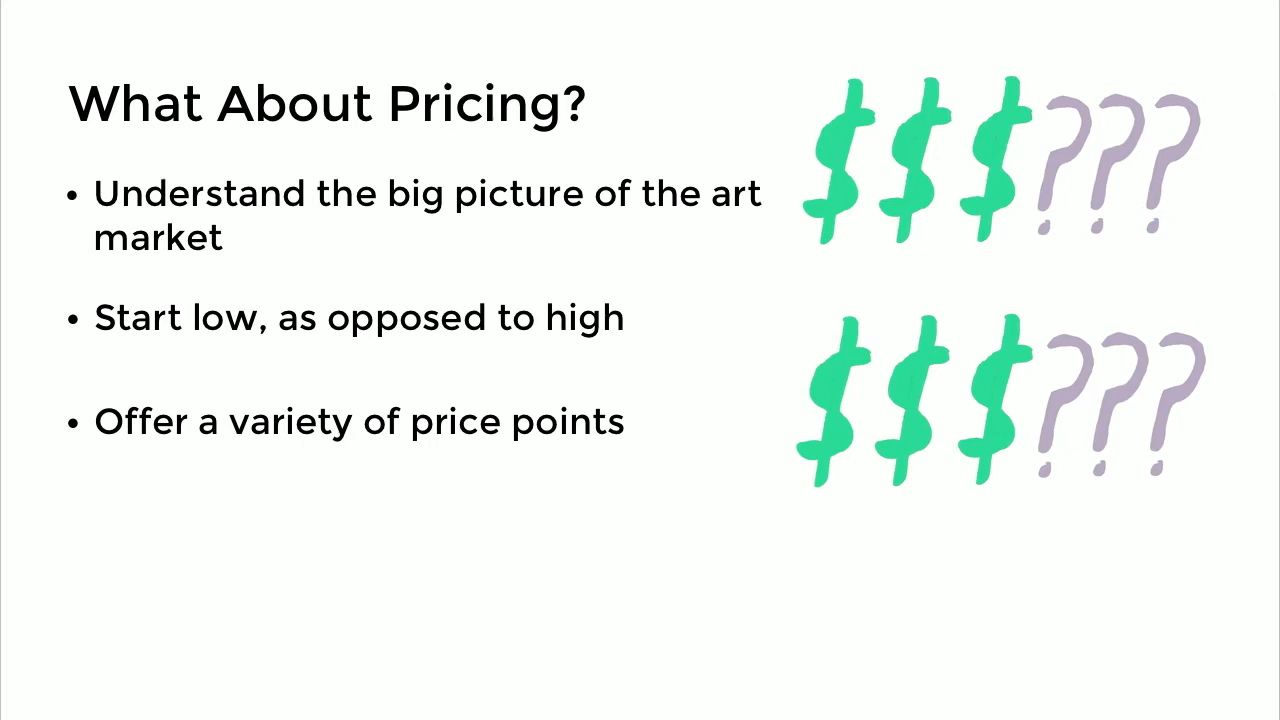 What About Pricing?
• Understand the big picture of the art
market
• Start low, as opposed to high
• Offer a variety of price points
$$$???
$$$???